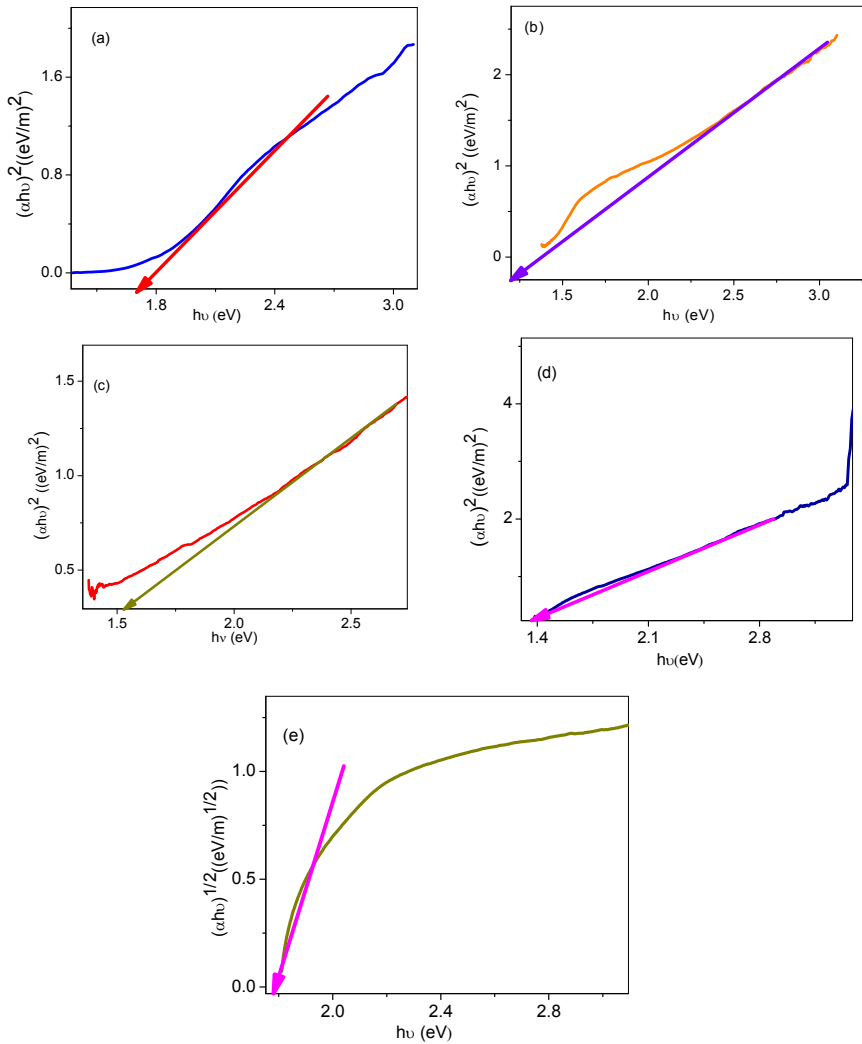 (a)
(αhυ)²((eV/m)²
1.6
0.8
0.0
1.8 2.4 3.0
hυ (eV)
(b)
(αhυ)² ((eV/m)²
2
1
0
1.5 2.0 2.5 3.0
hυ (eV)
(c)
(αhυ)² ((eV/m)²
1.5
1.0
0.5
1.5 2.0 2.5
hν (eV)
(d)
(αhυ)²((eV/m)²
4
2
1.4 2.1 2.8
hυ(eV)
(e)
(αhυ)¹/²((eV/m)¹/²))
1.0
0.5
0.0
2.0 2.4 2.8
hυ (eV)